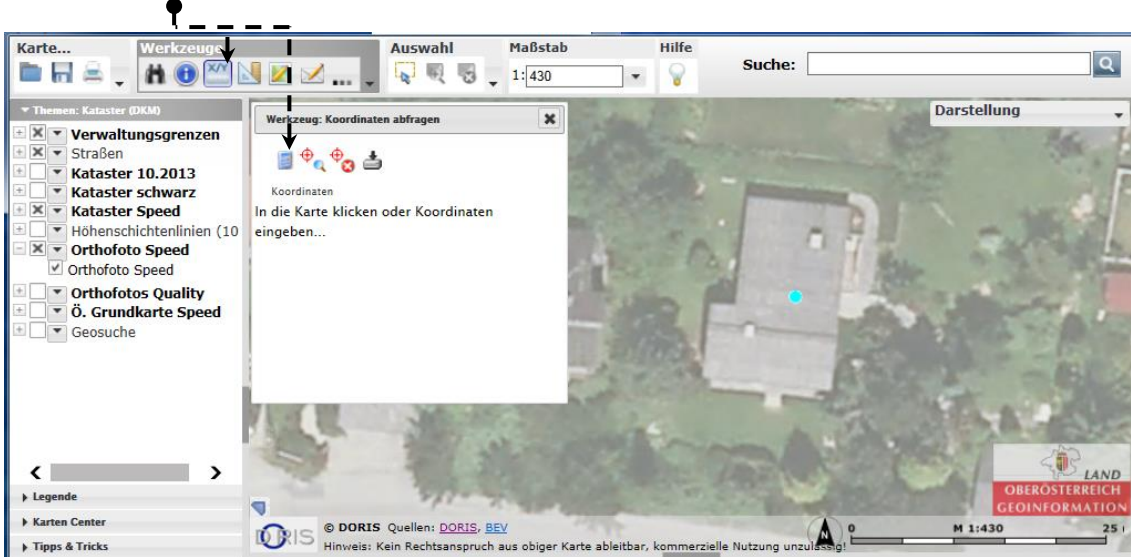 Karte...
Werkzeuge
Auswahl
Maßstab
Hilfe
X/Y
...
1: 430
Suche:
Themen: Kataster (DKM)
Verwaltungsgrenzen
Straßen
Kataster 10.2013
Kataster schwarz
Kataster Speed
Höhenschichtenlinien (10
Orthofoto Speed
Orthofoto Speed
Orthofotos Quality
Ö. Grundkarte Speed
Geosuche
Legende
Karten Center
Tipps & Tricks
Werkzeug: Koordinaten abfragen
Koordinaten
In die Karte klicken oder Koordinaten
eingeben...
Darstellung
LAND
OBERÖSTERREICH
GEOINFORMATION
DORIS
© DORIS Quellen: DORIS, BEV
Hinweis: Kein Rechtsanspruch aus obiger Karte ableitbar, kommerzielle Nutzung unzulässig!
N
0 M 1:430 25